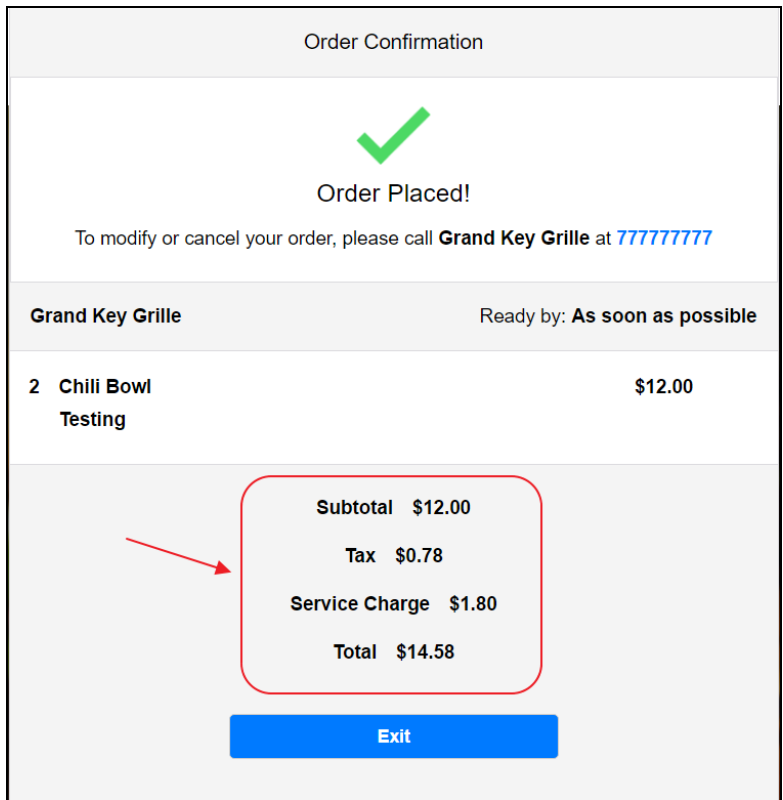 Order Confirmation
Order Placed!
To modify or cancel your order, please call Grand Key Grille at 777777777
Grand Key Grille Ready by: As soon as possible
2 Chili Bowl $12.00
Testing
Subtotal $12.00
Tax $0.78
Service Charge $1.80
Total $14.58
Exit